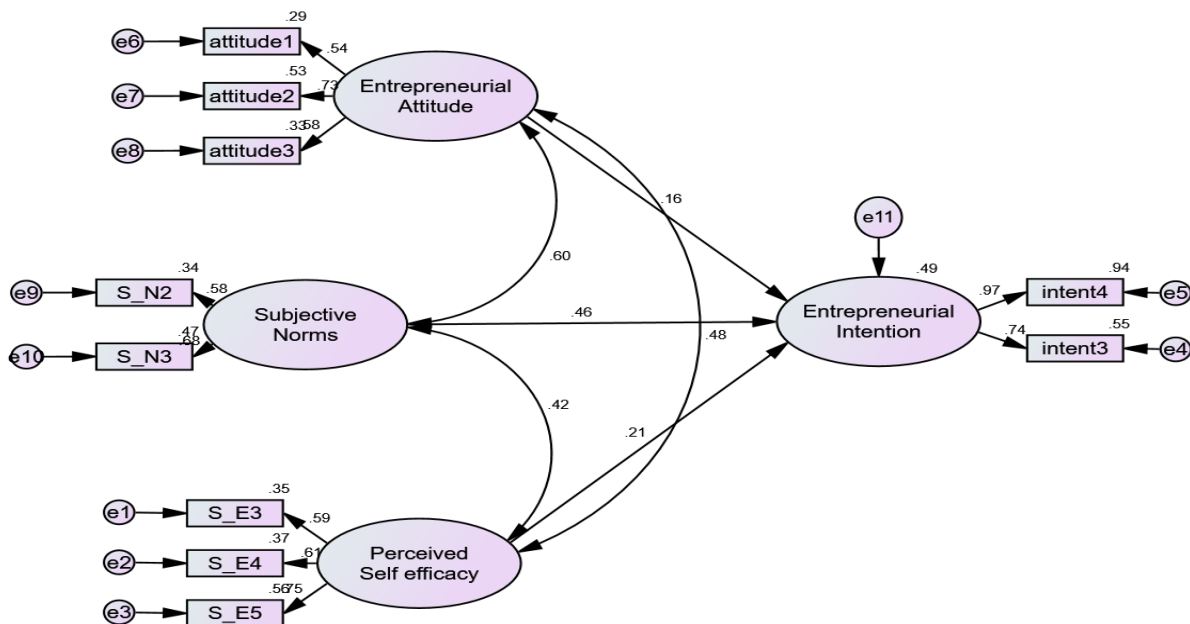 .29
e6
attitude1
.54
.53
e7
attitude2
.73
Entrepreneurial
Attitude
.33
.58
e8
attitude3
.16
e11
.60
.49
.94
.34
e9
S_N2
.58
Subjective
Norms
.46
.48
Entrepreneurial
Intention
.97
intent4
e5
.47
.68
e10
S_N3
.55
.74
intent3
e4
.42
.21
.35
e1
S_E3
.59
.37
e2
S_E4
.61
Perceived
Self efficacy
.56
.75
e3
S_E5